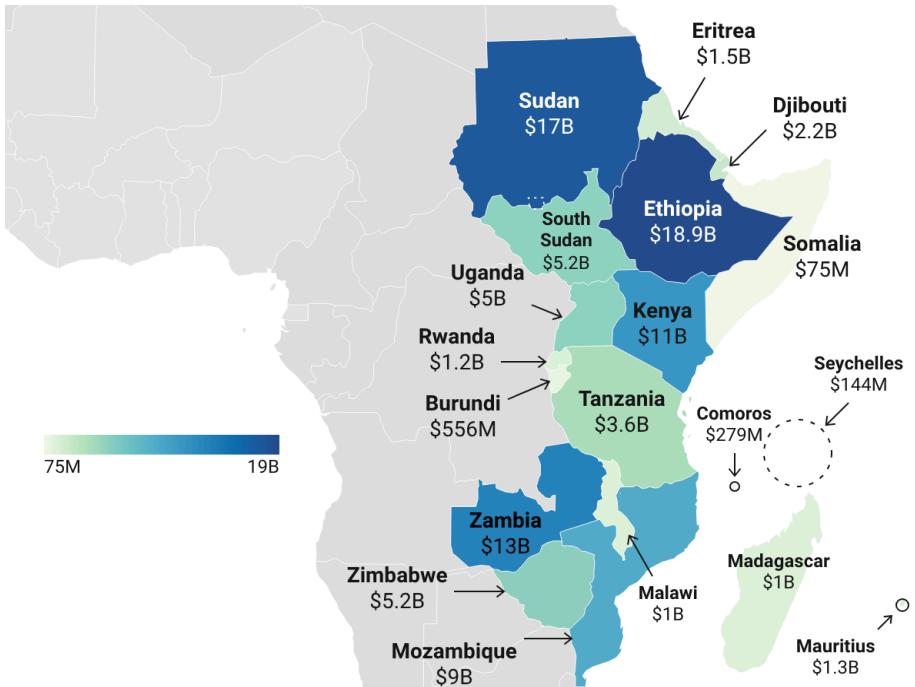 Eritrea
$1.5B
Sudan
$17B
Djibouti
$2.2B
Ethiopia
$18.9B
South
Sudan
$5.2B
Somalia
$75M
Uganda
$5B
Kenya
$11B
Rwanda
$1.2B
Seychelles
$144M
Burundi
$556M
Tanzania
$3.6B
Comoros
$279M
75M
19B
Zambia
$13B
Madagascar
$1B
Zimbabwe
$5.2B
Malawi
$1B
Mozambique
$9B
Mauritius
$1.3B